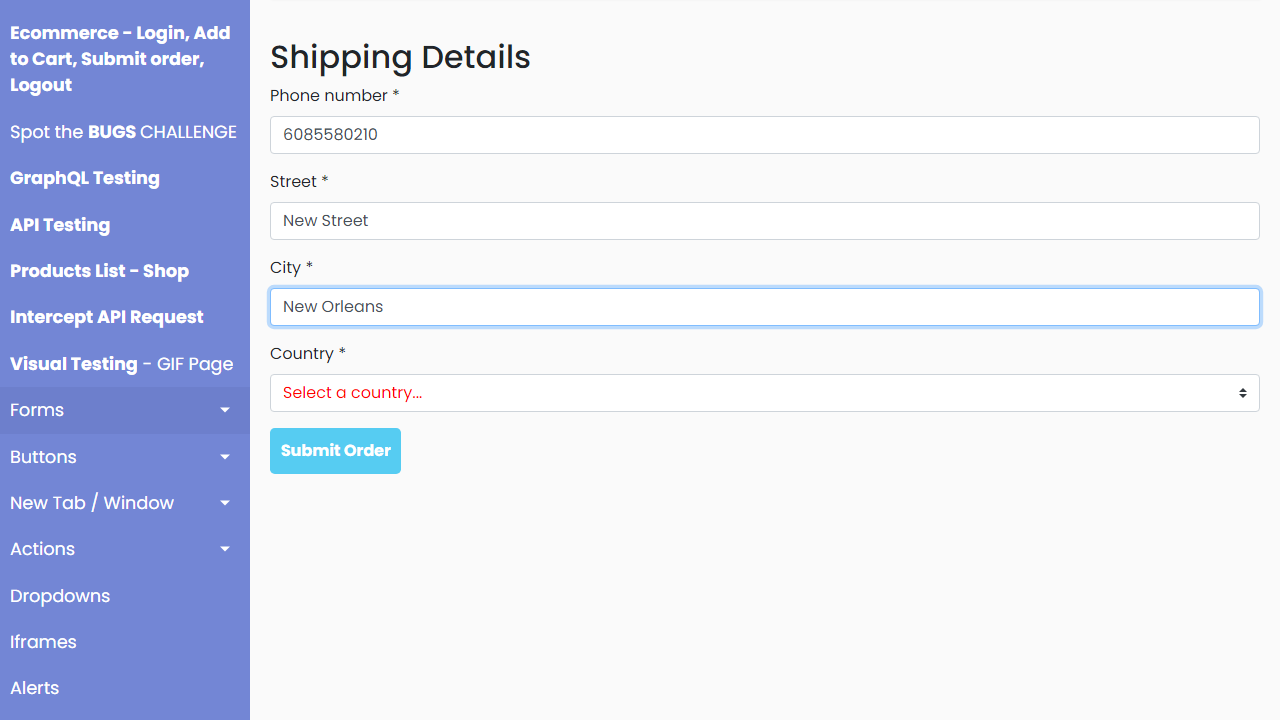 Ecommerce - Login, Add
to Cart, Submit order,
Logout
Spot the BUGS CHALLENGE
GraphQL Testing
API Testing
Products List - Shop
Intercept API Request
Visual Testing - GIF Page
Forms
Buttons
New Tab / Window
Actions
Dropdowns
Iframes
Alerts
Shipping Details
Phone number *
6085580210
Street *
New Street
City *
New Orleans
Country *
Select a country...
Submit Order